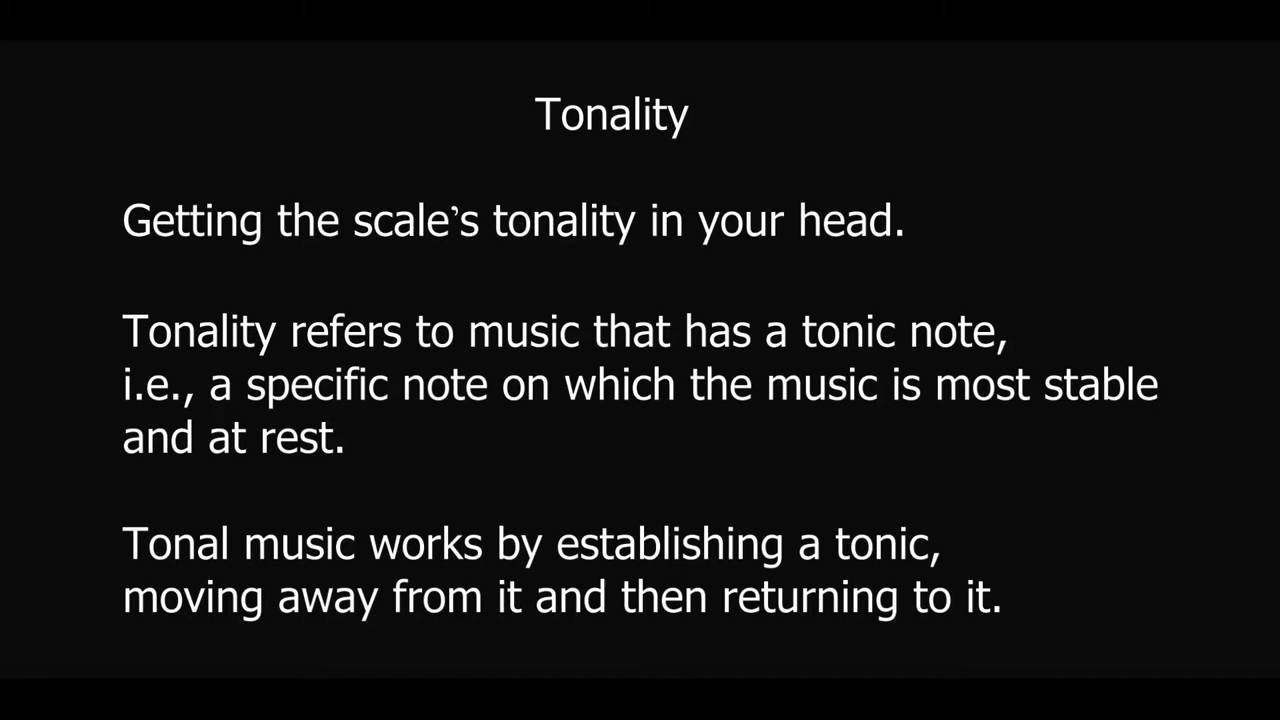 Tonality
Getting the scale’s tonality in your head.
Tonality refers to music that has a tonic note,
i.e., a specific note on which the music is most stable
and at rest.
Tonal music works by establishing a tonic,
moving away from it and then returning to it.